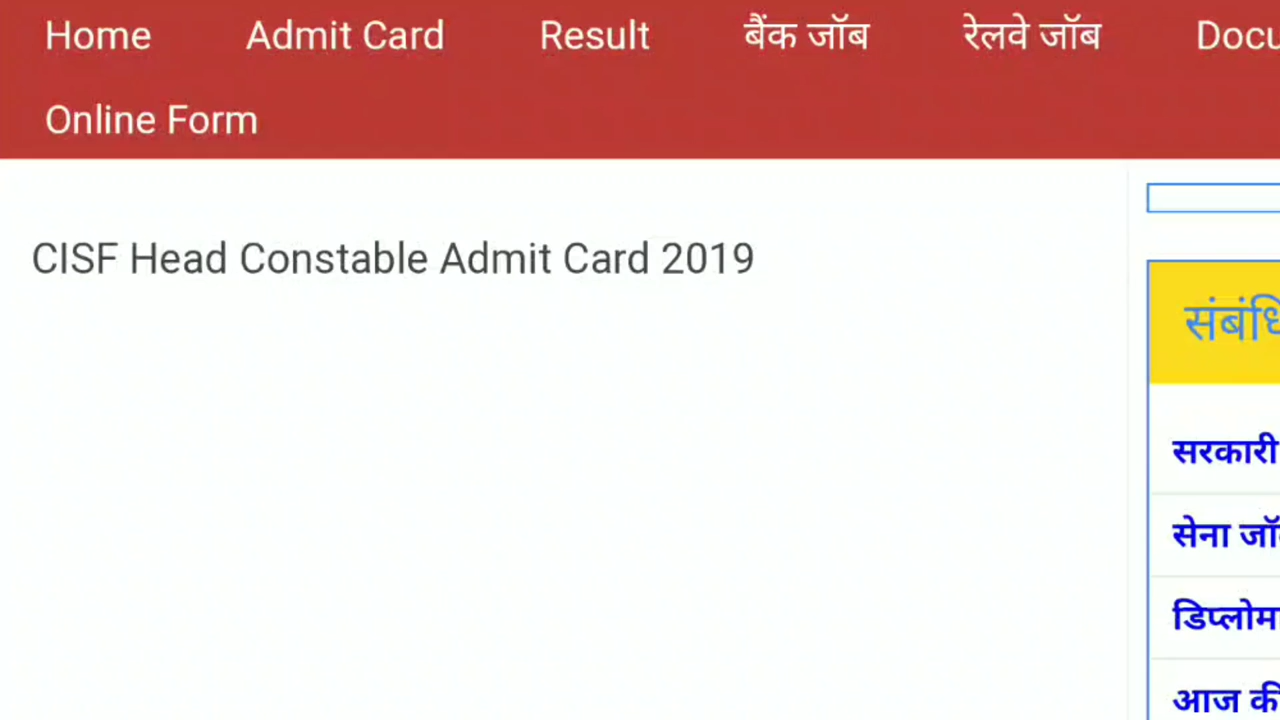 Home Admit Card Result बैंक जॉब रेलवे जॉब
Online Form
CISF Head Constable Admit Card 2019
सरकारी
सेना
आज